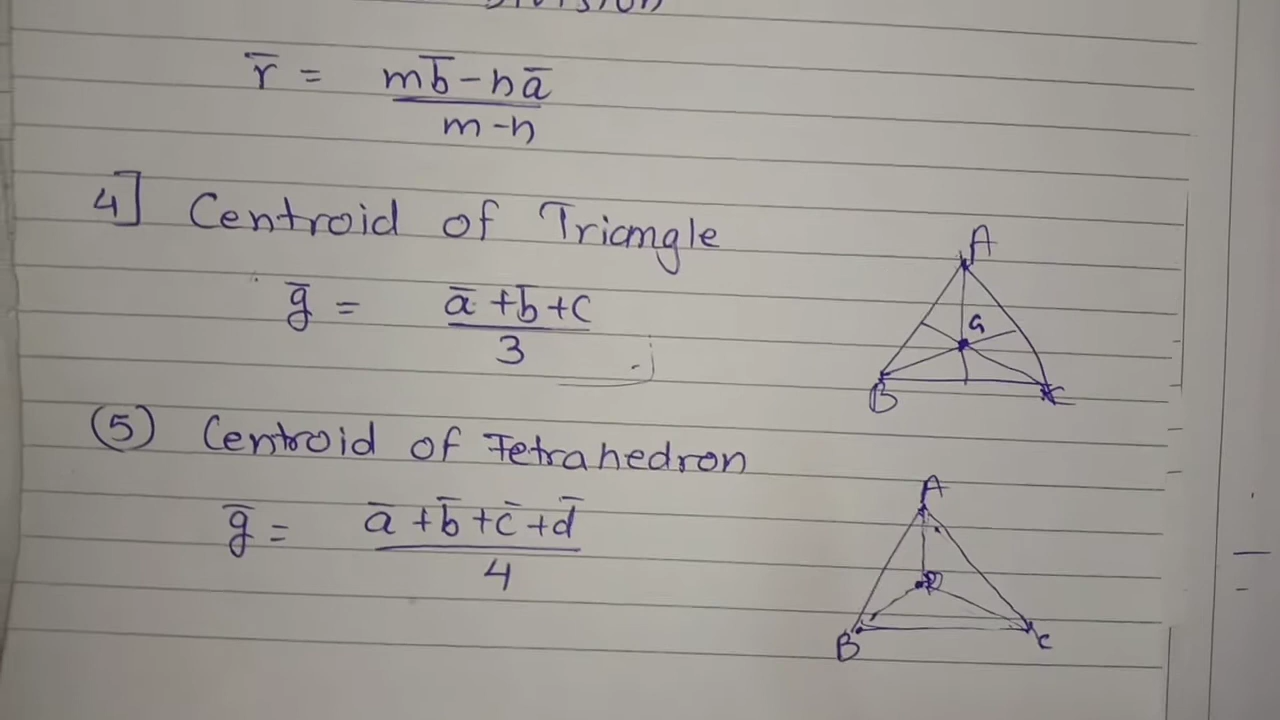 r̄ = mb̄ - nā
m - n
4] Centroid of Triangle
ḡ = ā + b̄ + c
3
A
G
B
C
(5) Centroid of Tetrahedron
ḡ = ā + b̄ + c̄ + d̄
4
A
D
B
C